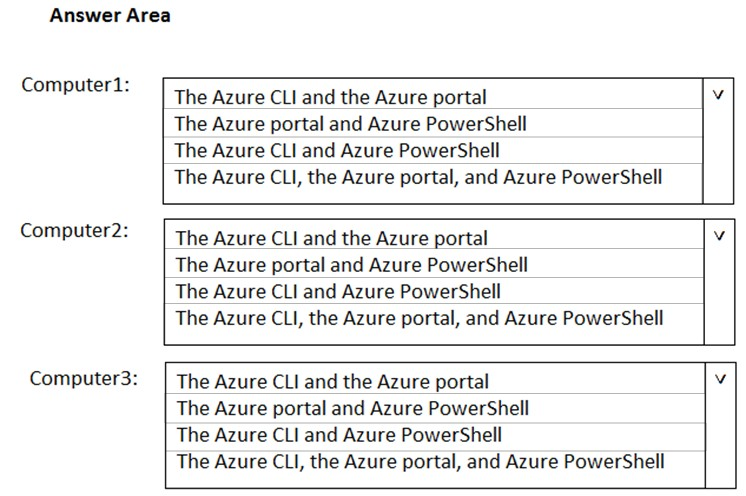 Answer Area
Computer1:
The Azure CLI and the Azure portal
The Azure portal and Azure PowerShell
The Azure CLI and Azure PowerShell
The Azure CLI, the Azure portal, and Azure PowerShell
Computer2:
The Azure CLI and the Azure portal
The Azure portal and Azure PowerShell
The Azure CLI and Azure PowerShell
The Azure CLI, the Azure portal, and Azure PowerShell
Computer3:
The Azure CLI and the Azure portal
The Azure portal and Azure PowerShell
The Azure CLI and Azure PowerShell
The Azure CLI, the Azure portal, and Azure PowerShell